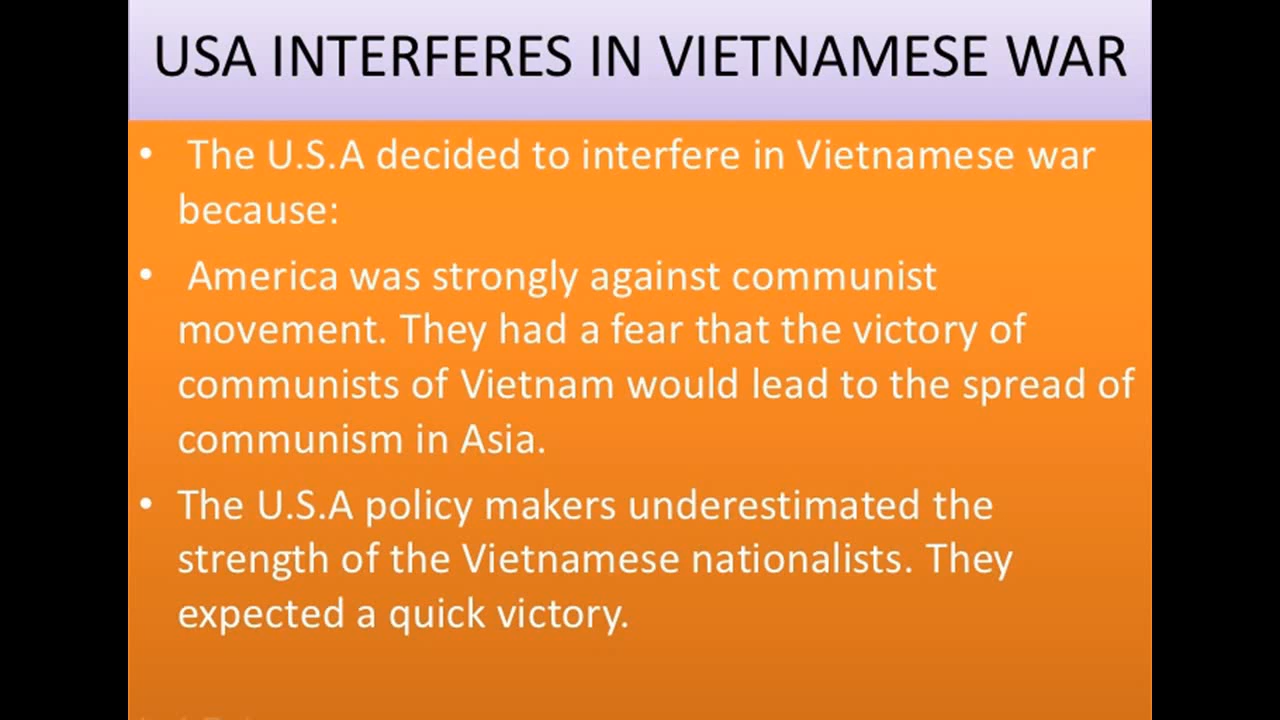 USA INTERFERES IN VIETNAMESE WAR
• The U.S.A decided to interfere in Vietnamese war
because:
• America was strongly against communist
movement. They had a fear that the victory of
communists of Vietnam would lead to the spread of
communism in Asia.
• The U.S.A policy makers underestimated the
strength of the Vietnamese nationalists. They
expected a quick victory.